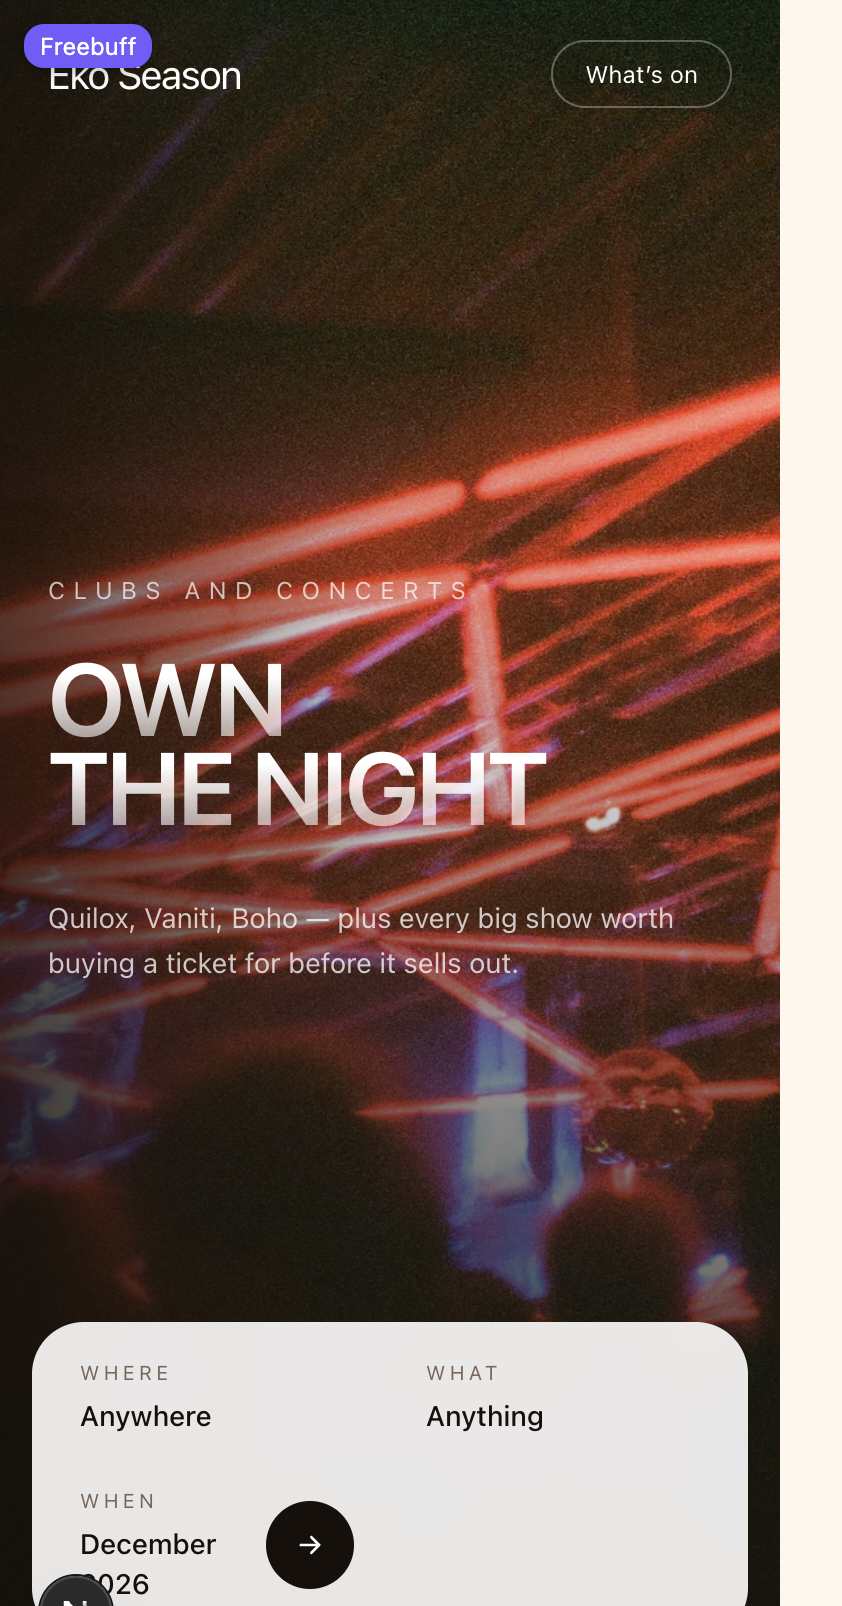 Freebuff
Eko Season
What’s on
CLUBS AND CONCERTS
OWN
THE NIGHT
Quilox, Vaniti, Boho — plus every big show worth
buying a ticket for before it sells out.
WHERE
Anywhere
WHAT
Anything
WHEN
December
2026
→
N